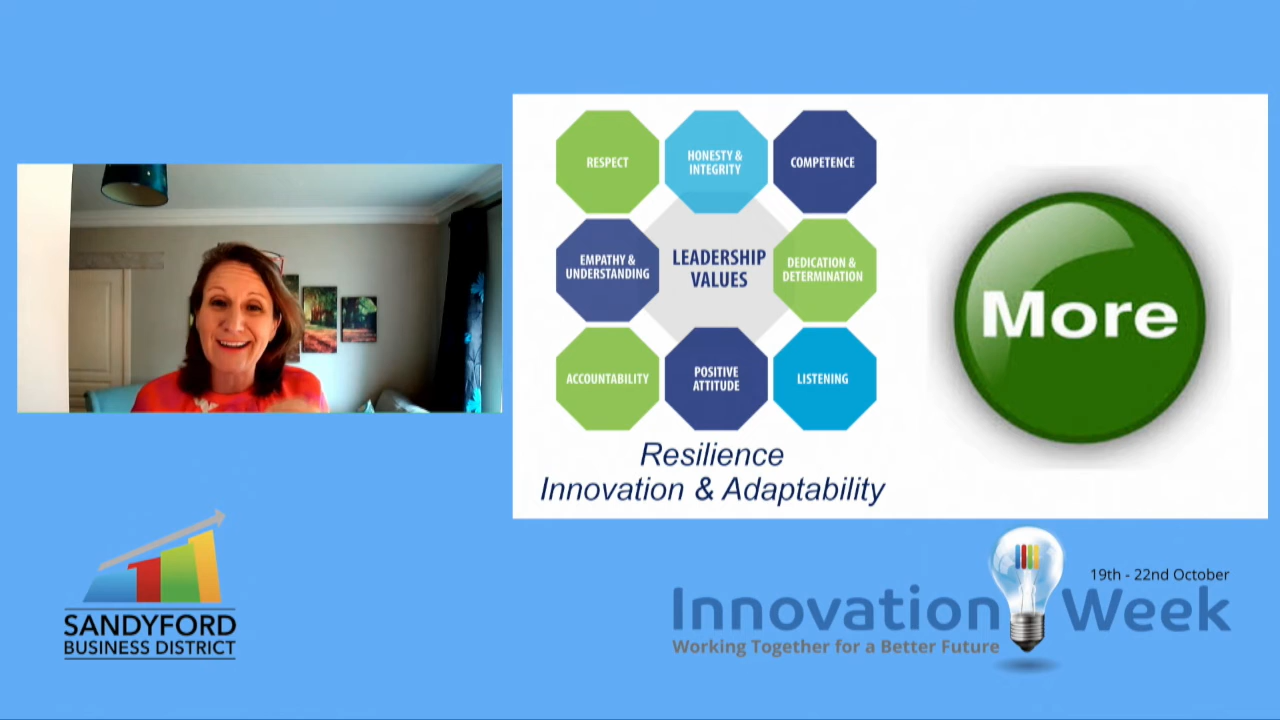 RESPECT
HONESTY &
INTEGRITY
COMPETENCE
EMPATHY &
UNDERSTANDING
LEADERSHIP
VALUES
DEDICATION &
DETERMINATION
ACCOUNTABILITY
POSITIVE
ATTITUDE
LISTENING
Resilience
Innovation & Adaptability
More
SANDYFORD
BUSINESS DISTRICT
19th - 22nd October
Innovation Week
Working Together for a Better Future